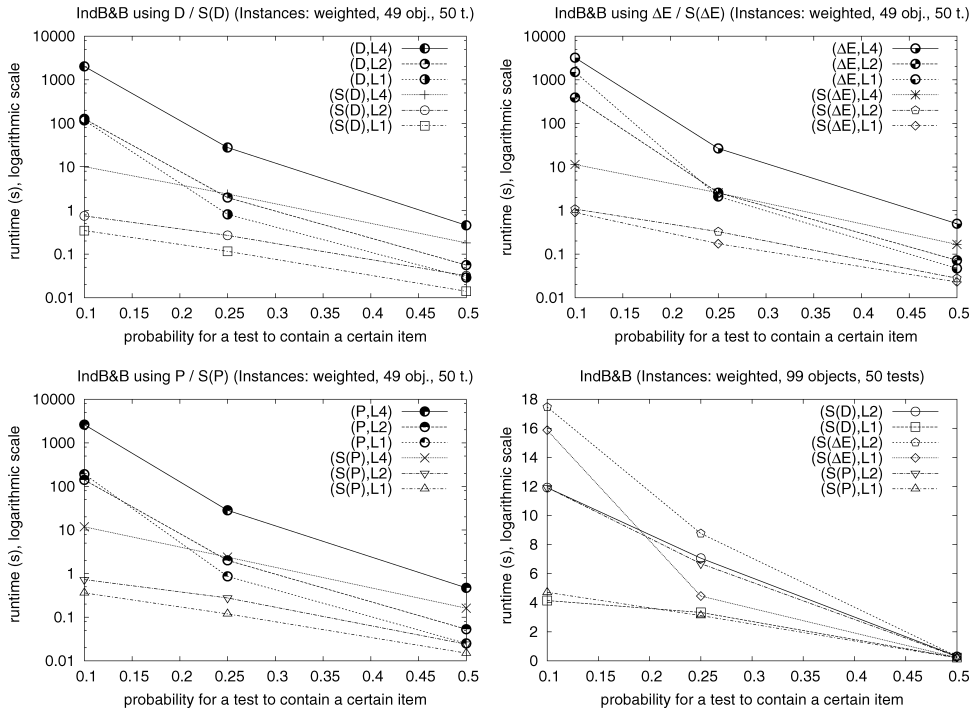 IndB&B using D / S(D) (Instances: weighted, 49 obj., 50 t.)
runtime (s), logarithmic scale
10000
1000
100
10
1
0.1
0.01
(D,L4)
(D,L2)
(D,L1)
(S(D),L4)
(S(D),L2)
(S(D),L1)
0.1 0.15 0.2 0.25 0.3 0.35 0.4 0.45 0.5
probability for a test to contain a certain item
IndB&B using ΔE / S(ΔE) (Instances: weighted, 49 obj., 50 t.)
runtime (s), logarithmic scale
10000
1000
100
10
1
0.1
0.01
(ΔE,L4)
(ΔE,L2)
(ΔE,L1)
(S(ΔE),L4)
(S(ΔE),L2)
(S(ΔE),L1)
0.1 0.15 0.2 0.25 0.3 0.35 0.4 0.45 0.5
probability for a test to contain a certain item
IndB&B using P / S(P) (Instances: weighted, 49 obj., 50 t.)
runtime (s), logarithmic scale
10000
1000
100
10
1
0.1
0.01
(P,L4)
(P,L2)
(P,L1)
(S(P),L4)
(S(P),L2)
(S(P),L1)
0.1 0.15 0.2 0.25 0.3 0.35 0.4 0.45 0.5
probability for a test to contain a certain item
IndB&B (Instances: weighted, 99 objects, 50 tests)
runtime (s), logarithmic scale
18
16
14
12
10
8
6
4
2
0
(S(D),L2)
(S(D),L1)
(S(ΔE),L2)
(S(ΔE),L1)
(S(P),L2)
(S(P),L1)
0.1 0.15 0.2 0.25 0.3 0.35 0.4 0.45 0.5
probability for a test to contain a certain item